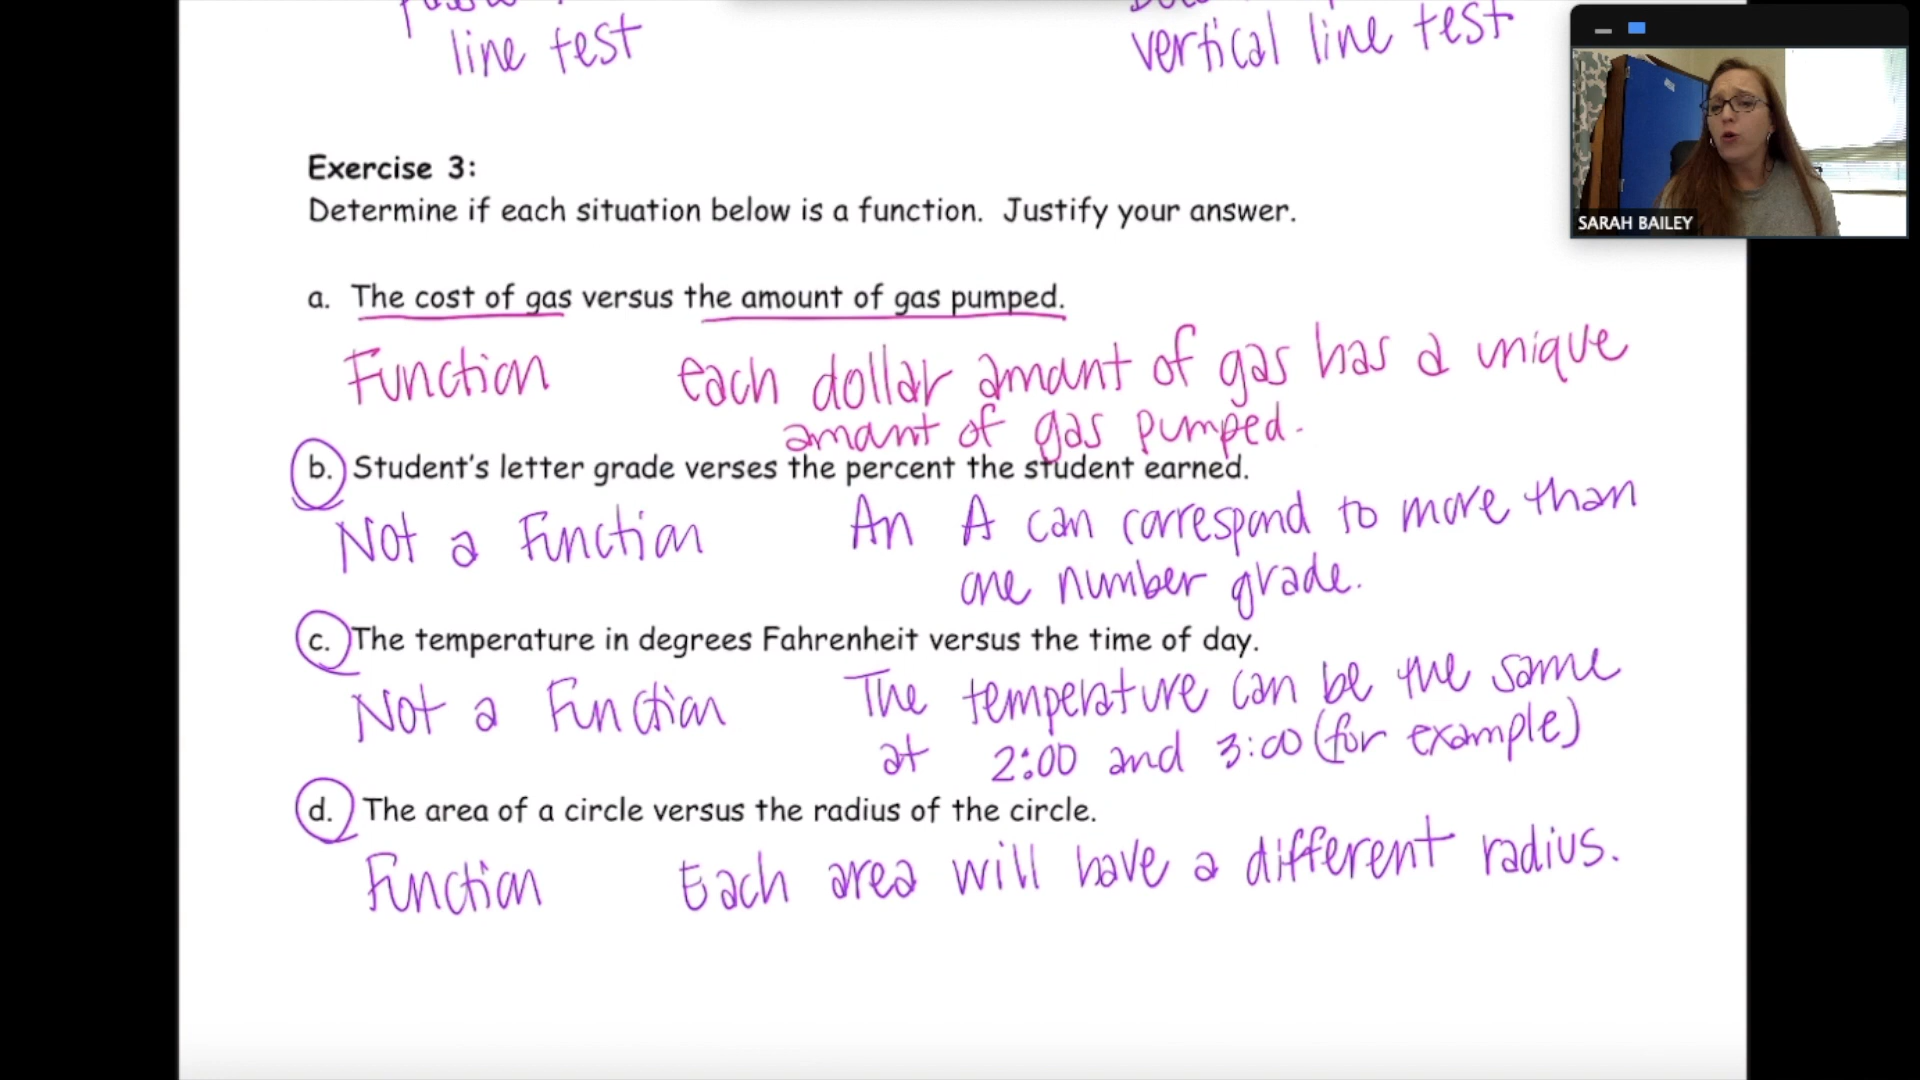 line test
vertical line test
SARAH BAILEY
Exercise 3:
Determine if each situation below is a function. Justify your answer.
a. The cost of gas versus the amount of gas pumped.
Function each dollar amount of gas has a unique
amount of gas pumped.
b. Student's letter grade verses the percent the student earned.
Not a Function An A can correspond to more than
one number grade.
c. The temperature in degrees Fahrenheit versus the time of day.
Not a Function The temperature can be the same
at 2:00 and 3:00 (for example)
d. The area of a circle versus the radius of the circle.
Function Each area will have a different radius.